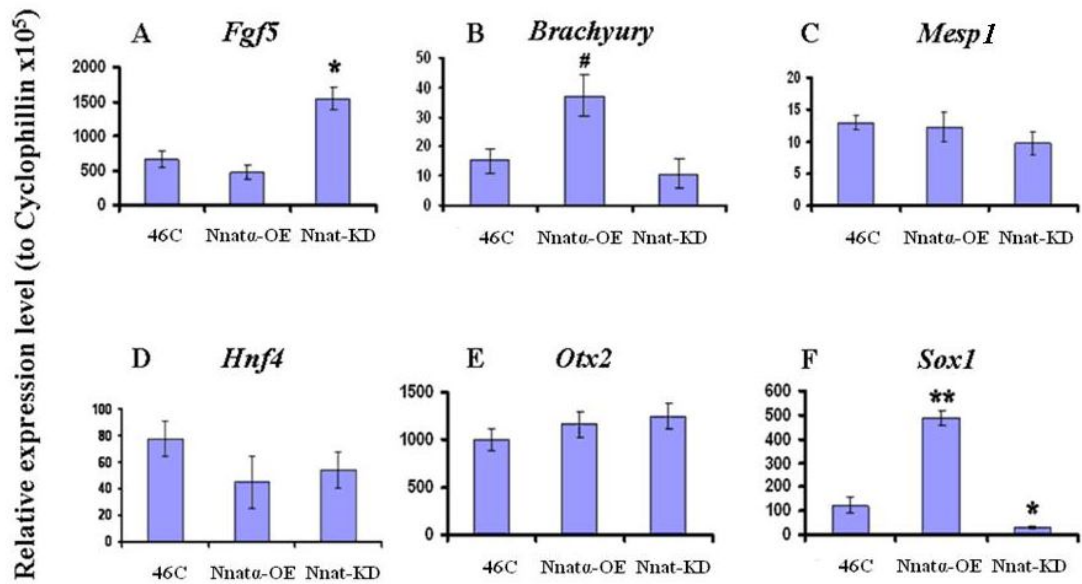 Relative expression level (to Cyclophillin x10⁵)
A Fgf5
2000
1500
1000
500
0
*
46C Nnatα-OE Nnat-KD
B Brachyury
50
40
30
20
10
0
#
46C Nnatα-OE Nnat-KD
C Mesp1
20
15
10
5
0
46C Nnatα-OE Nnat-KD
D Hnf4
100
80
60
40
20
0
46C Nnatα-OE Nnat-KD
E Otx2
1500
1000
500
0
46C Nnatα-OE Nnat-KD
F Sox1
600
500
400
300
200
100
0
**
*
46C Nnatα-OE Nnat-KD